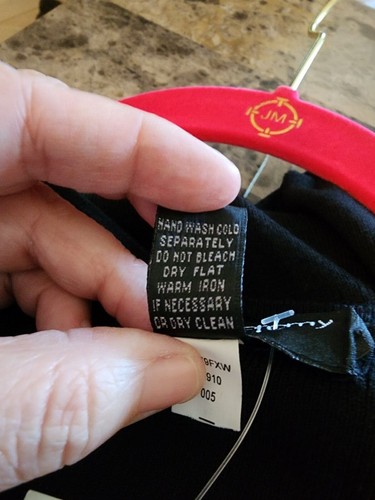 JM
HAND WASH COLD
SEPARATELY
DO NOT BLEACH
DRY FLAT
WARM IRON
IF NECESSARY
OR DRY CLEAN
9FXW
910
005